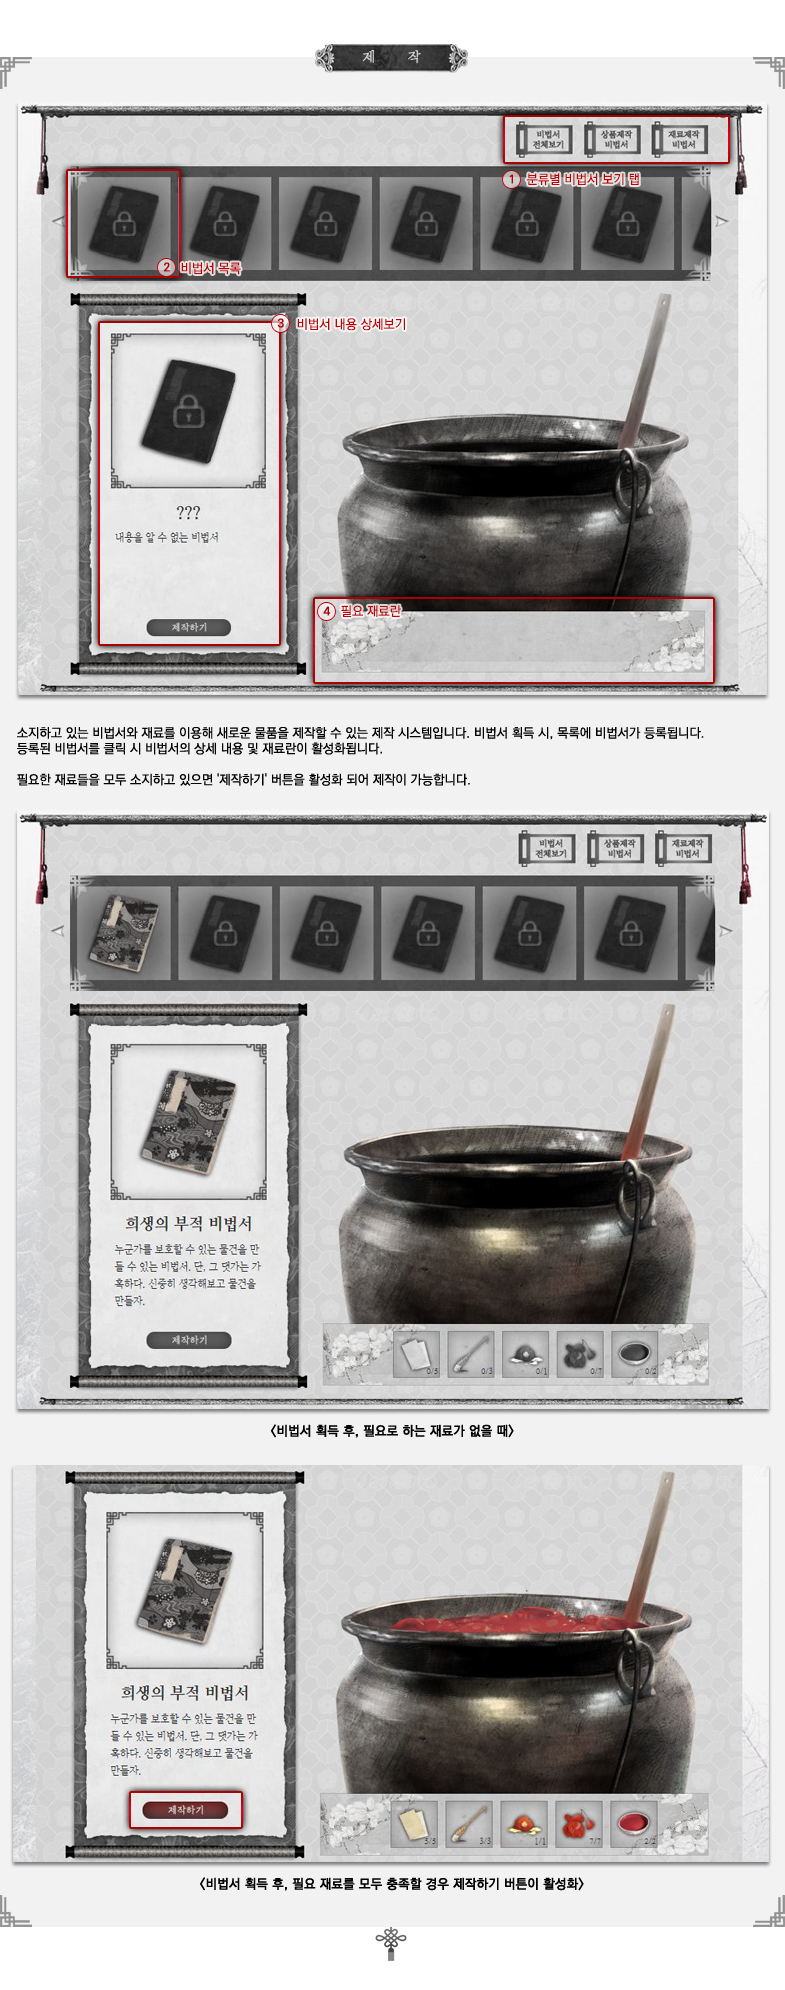 제 작
비법서
전체보기
상품제작
비법서
재료제작
비법서
1 분류별 비법서 보기 탭
2 비법서 목록
3 비법서 내용 상세보기
???
내용을 알 수 없는 비법서
제작하기
4 필요 재료란
소지하고 있는 비법서와 재료를 이용해 새로운 물품을 제작할 수 있는 제작 시스템입니다. 비법서 획득 시, 목록에 비법서가 등록됩니다.
등록된 비법서를 클릭 시 비법서의 상세 내용 및 재료란이 활성화됩니다.
필요한 재료들을 모두 소지하고 있으면 '제작하기' 버튼을 활성화 되어 제작이 가능합니다.
비법서
전체보기
상품제작
비법서
재료제작
비법서
희생의 부적 비법서
누군가를 보호할 수 있는 물건을 만
들 수 있는 비법서. 단, 그 댓가는 가
혹하다. 신중히 생각해보고 물건을
만들자.
제작하기
0/5 0/3 0/1 0/7 0/2
<비법서 획득 후, 필요로 하는 재료가 없을 때>
희생의 부적 비법서
누군가를 보호할 수 있는 물건을 만
들 수 있는 비법서. 단, 그 댓가는 가
혹하다. 신중히 생각해보고 물건을
만들자.
제작하기
5/5 3/3 1/1 7/7 2/2
<비법서 획득 후, 필요 재료를 모두 충족할 경우 제작하기 버튼이 활성화>